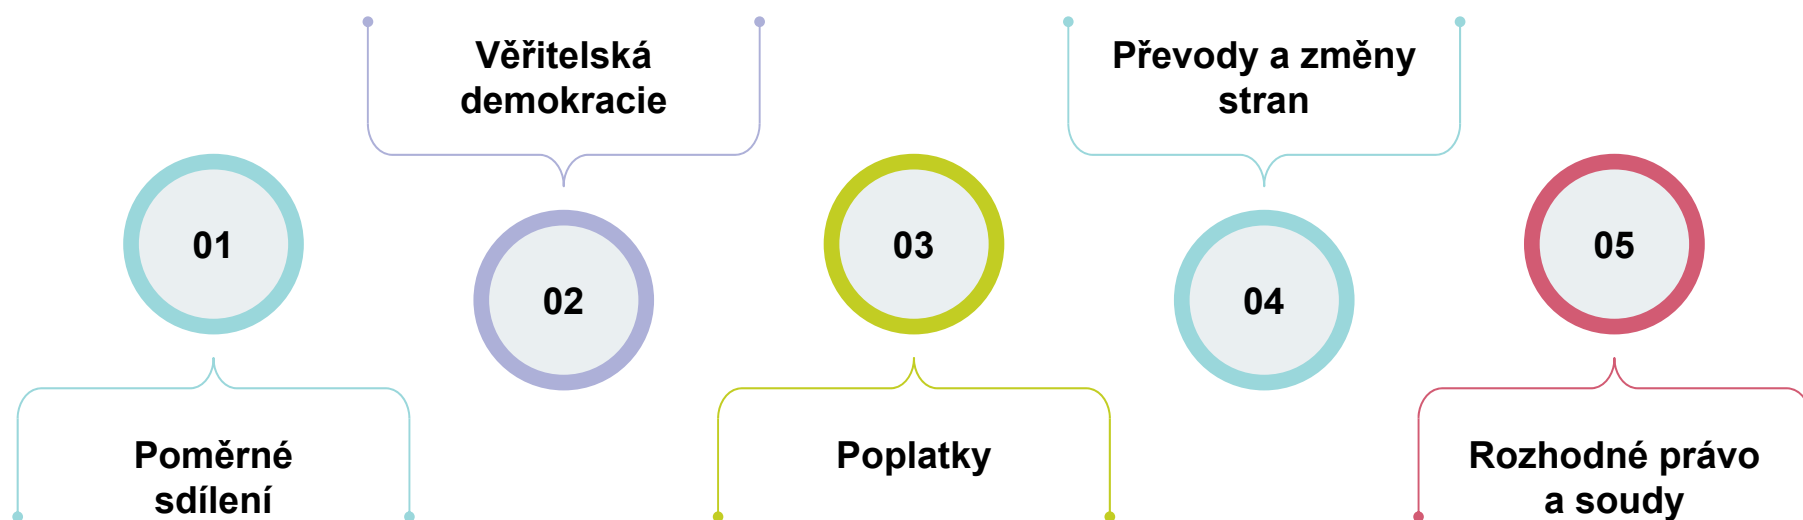 01
Poměrné
sdílení
Věřitelská
demokracie
02
03
Poplatky
Převody a změny
stran
04
05
Rozhodné právo
a soudy